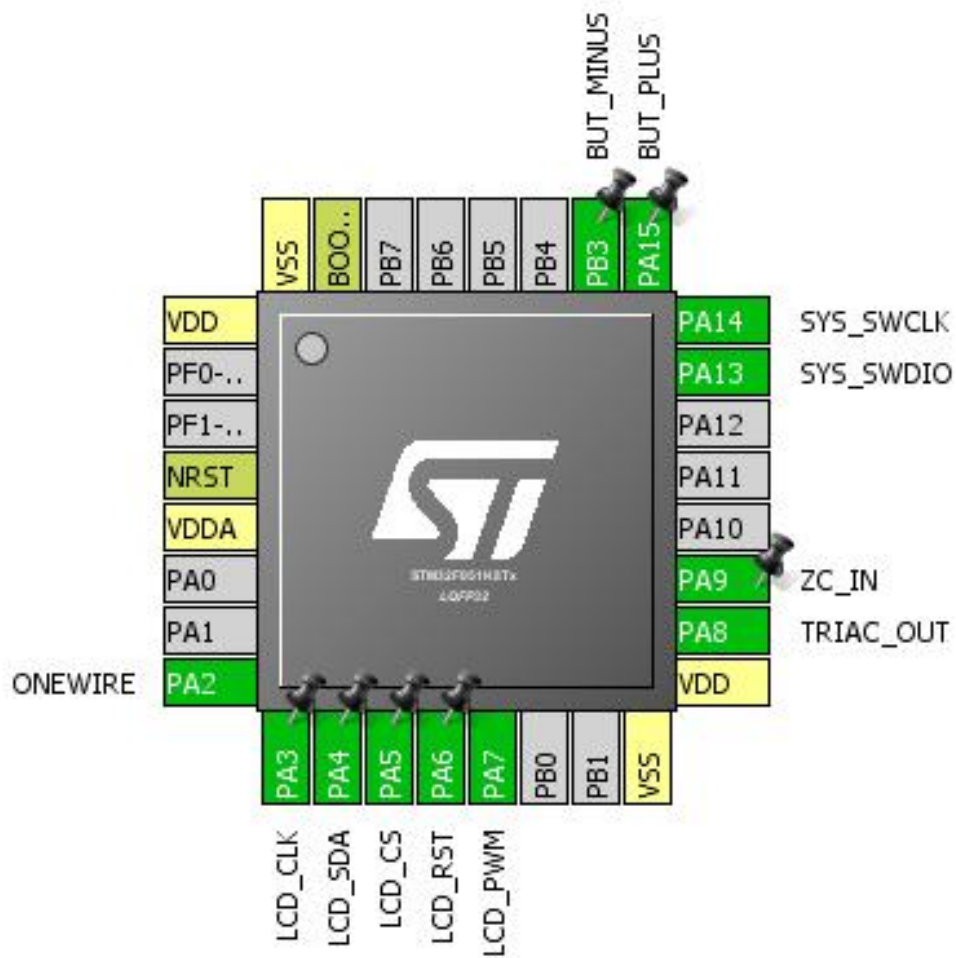 BUT_MINUS
BUT_PLUS
VSS
BOO..
PB7
PB6
PB5
PB4
PB3
PA15
VDD
PF0-..
PF1-..
NRST
VDDA
PA0
PA1
ONEWIRE PA2
PA14 SYS_SWCLK
PA13 SYS_SWDIO
PA12
PA11
PA10
PA9 ZC_IN
PA8 TRIAC_OUT
VDD
ST
LQFP32
PA3
PA4
PA5
PA6
PA7
PB0
PB1
VSS
LCD_CLK
LCD_SDA
LCD_CS
LCD_RST
LCD_PWM